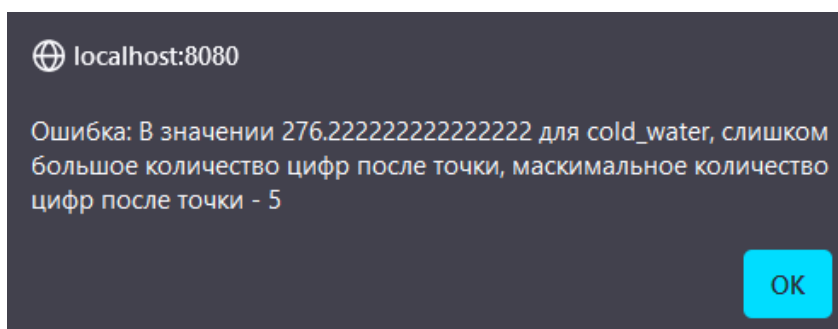 localhost:8080
Ошибка: В значении 276.222222222222222 для cold_water, слишком
большое количество цифр после точки, маскимальное количество
цифр после точки - 5
OK